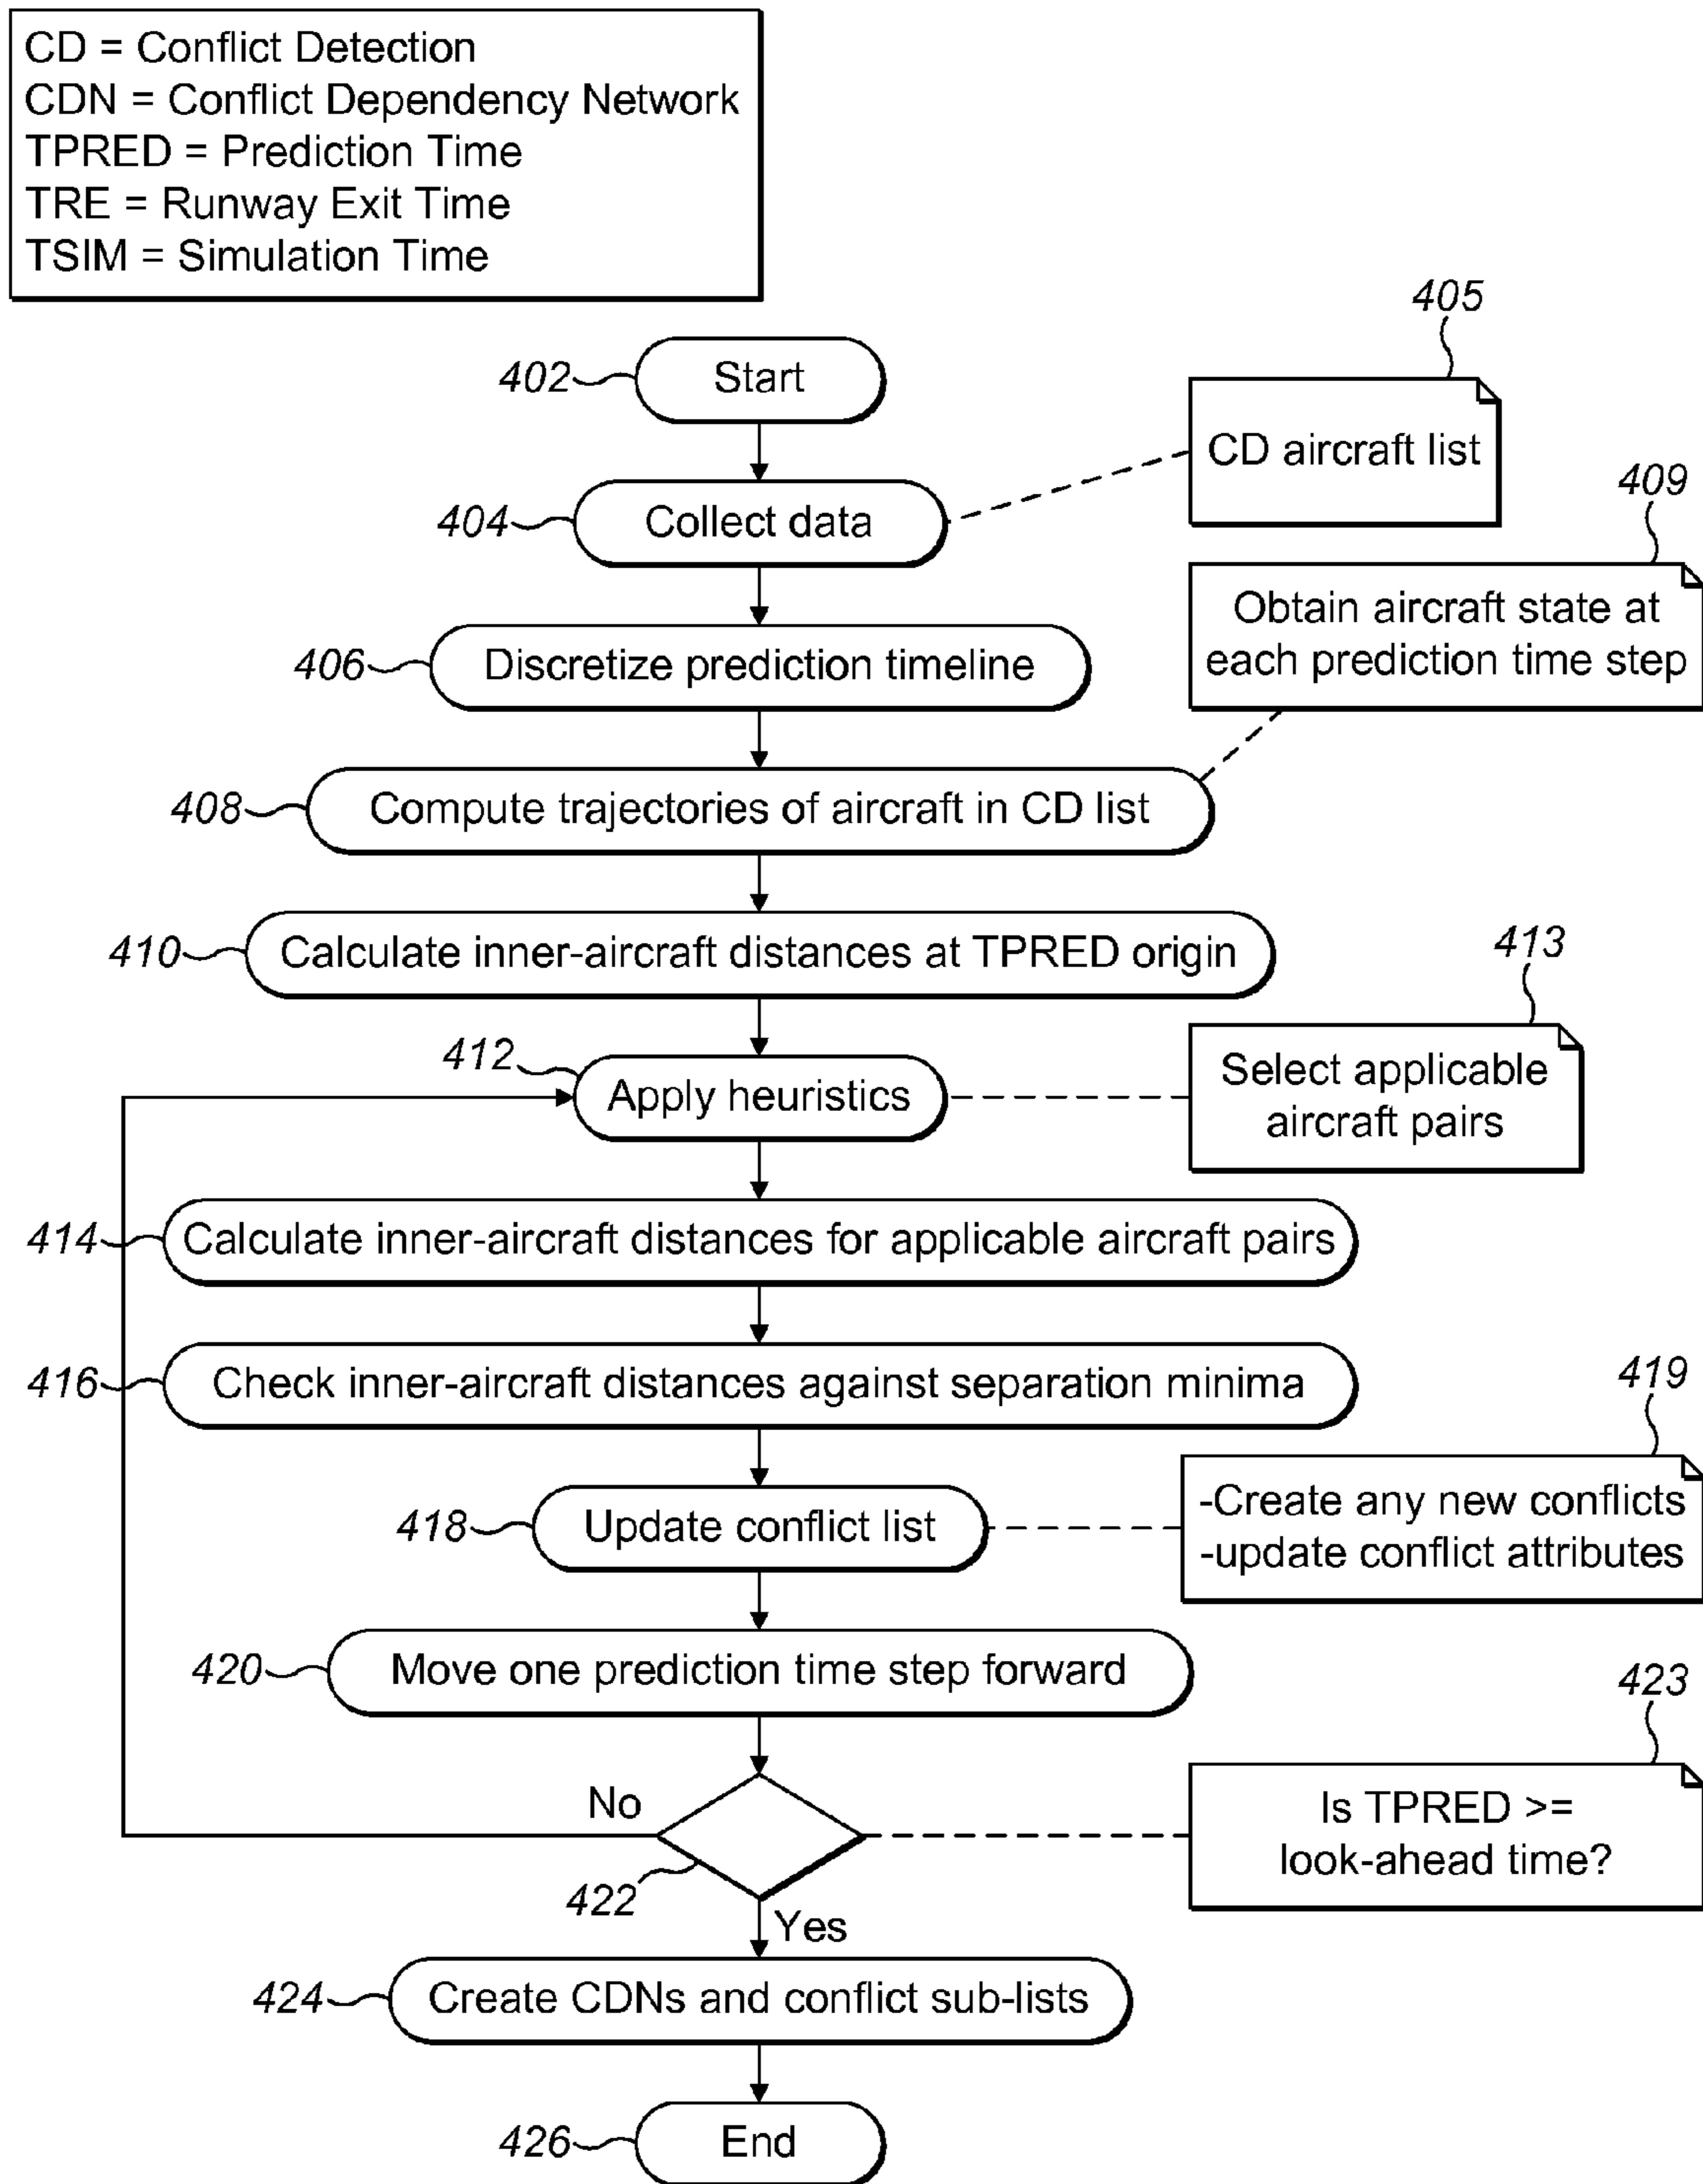 CD = Conflict Detection
CDN = Conflict Dependency Network
TPRED = Prediction Time
TRE = Runway Exit Time
TSIM = Simulation Time
402
Start
405
CD aircraft list
404
Collect data
409
Obtain aircraft state at
each prediction time step
406
Discretize prediction timeline
408
Compute trajectories of aircraft in CD list
410
Calculate inner-aircraft distances at TPRED origin
413
Select applicable
aircraft pairs
412
Apply heuristics
414
Calculate inner-aircraft distances for applicable aircraft pairs
416
Check inner-aircraft distances against separation minima
419
-Create any new conflicts
-update conflict attributes
418
Update conflict list
420
Move one prediction time step forward
423
Is TPRED >=
look-ahead time?
No
422
Yes
424
Create CDNs and conflict sub-lists
426
End